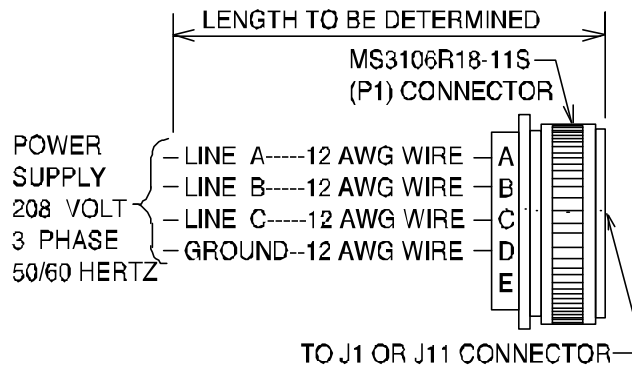 LENGTH TO BE DETERMINED
MS3106R18-11S
(P1) CONNECTOR
POWER
SUPPLY
208 VOLT
3 PHASE
50/60 HERTZ
LINE A-----12 AWG WIRE A
LINE B-----12 AWG WIRE B
LINE C-----12 AWG WIRE C
GROUND--12 AWG WIRE D
E
TO J1 OR J11 CONNECTOR